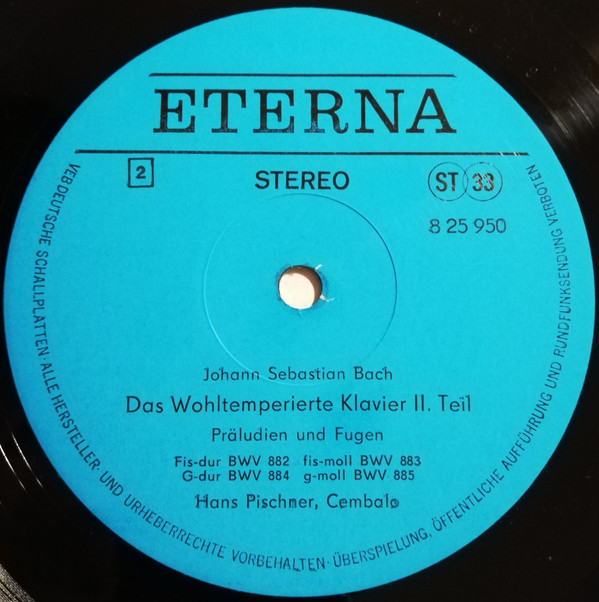 ETERNA
2 STEREO ST 33
8 25 950
Johann Sebastian Bach
Das Wohltemperierte Klavier II. Teil
Präludien und Fugen
Fis-dur BWV 882 fis-moll BWV 883
G-dur BWV 884 g-moll BWV 885
Hans Pischner, Cembalo
VEB DEUTSCHE SCHALLPLATTEN · ALLE HERSTELLER- UND URHEBERRECHTE VORBEHALTEN · ÜBERSPIELUNG, ÖFFENTLICHE AUFFÜHRUNG UND RUNDFUNKSENDUNG VERBOTEN